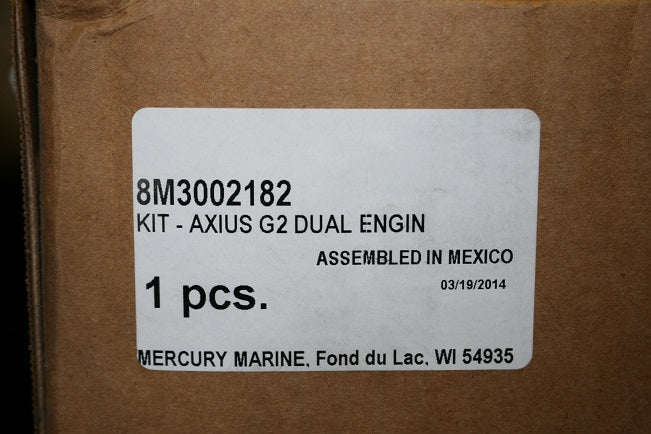 8M3002182
KIT - AXIUS G2 DUAL ENGIN
ASSEMBLED IN MEXICO
1 pcs.
03/19/2014
MERCURY MARINE, Fond du Lac, WI 54935